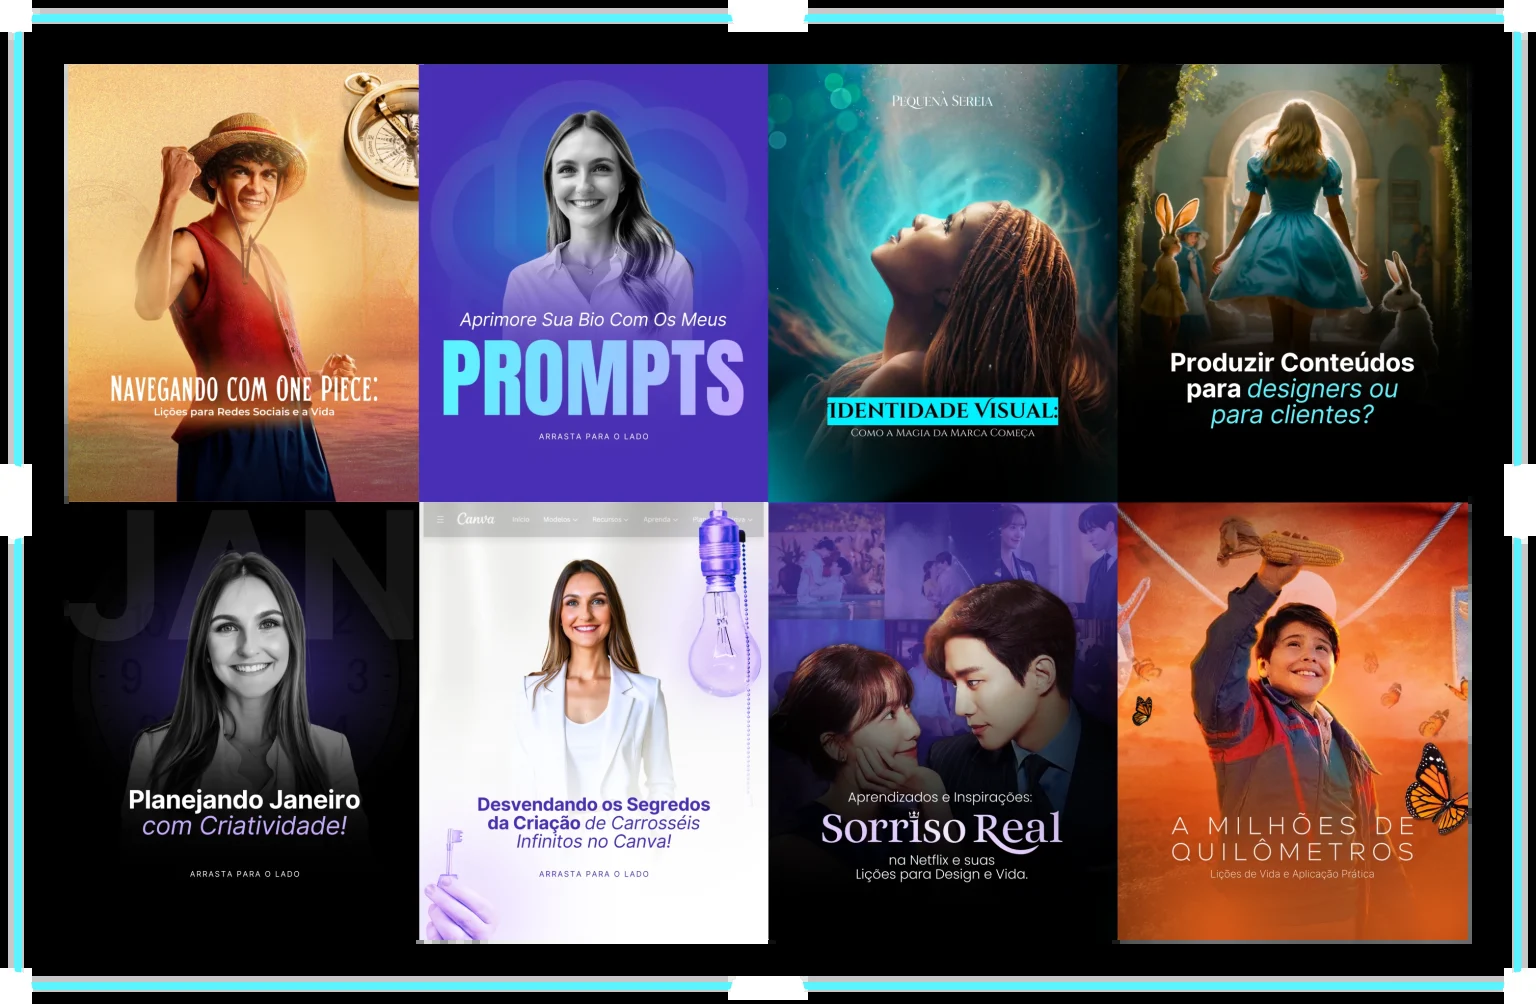 Navegando com One Piece:
Lições para Redes Sociais e a Vida
Aprimore Sua Bio Com Os Meus
PROMPTS
ARRASTA PARA O LADO
Pequena Sereia
Identidade Visual:
Como a Magia da Marca Começa
Produzir Conteúdos
para designers ou
para clientes?
JAN
9
3
Planejando Janeiro
com Criatividade!
ARRASTA PARA O LADO
Canva Início Modelos Recursos Aprenda
Desvendando os Segredos
da Criação de Carrosséis
Infinitos no Canva!
ARRASTA PARA O LADO
Aprendizados e Inspirações:
Sorriso Real
na Netflix e suas
Lições para Design e Vida.
A MILHÕES DE
QUILÔMETROS
Lições de Vida e Aplicação Prática